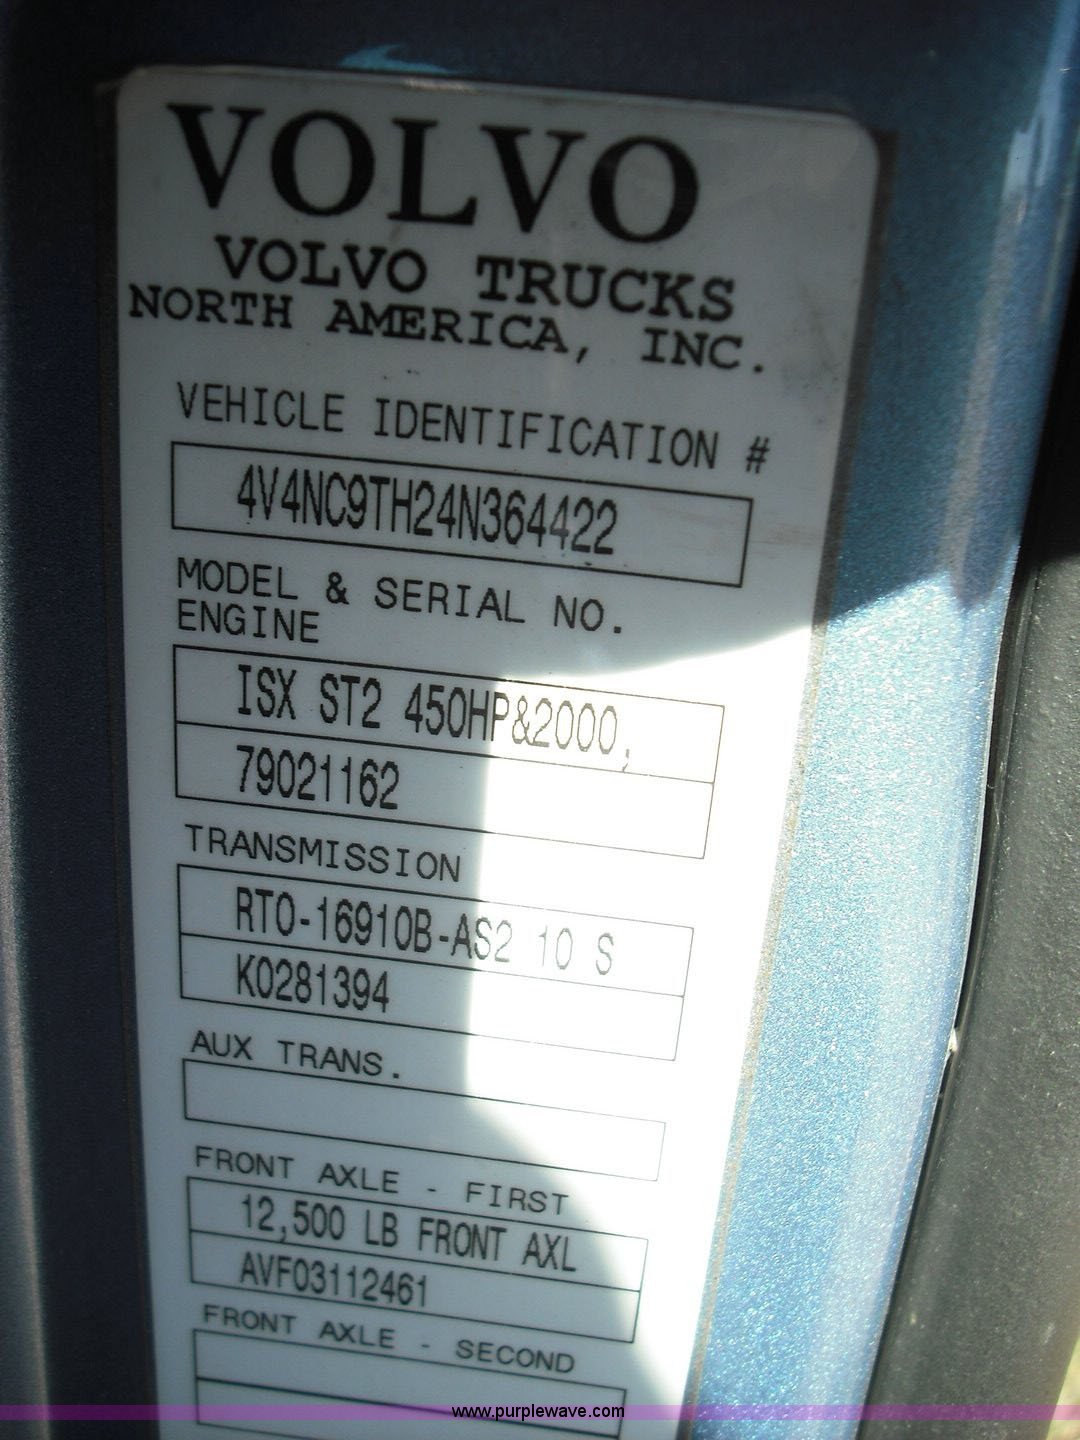 VOLVO
VOLVO TRUCKS
NORTH AMERICA, INC.
VEHICLE IDENTIFICATION #
4V4NC9TH24N364422
MODEL & SERIAL NO.
ENGINE
ISX ST2 450HP&2000,
79021162
TRANSMISSION
RTO-16910B-AS2 10 S
K0281394
AUX TRANS.
FRONT AXLE - FIRST
12,500 LB FRONT AXL
AVF03112461
FRONT AXLE - SECOND
www.purplewave.com